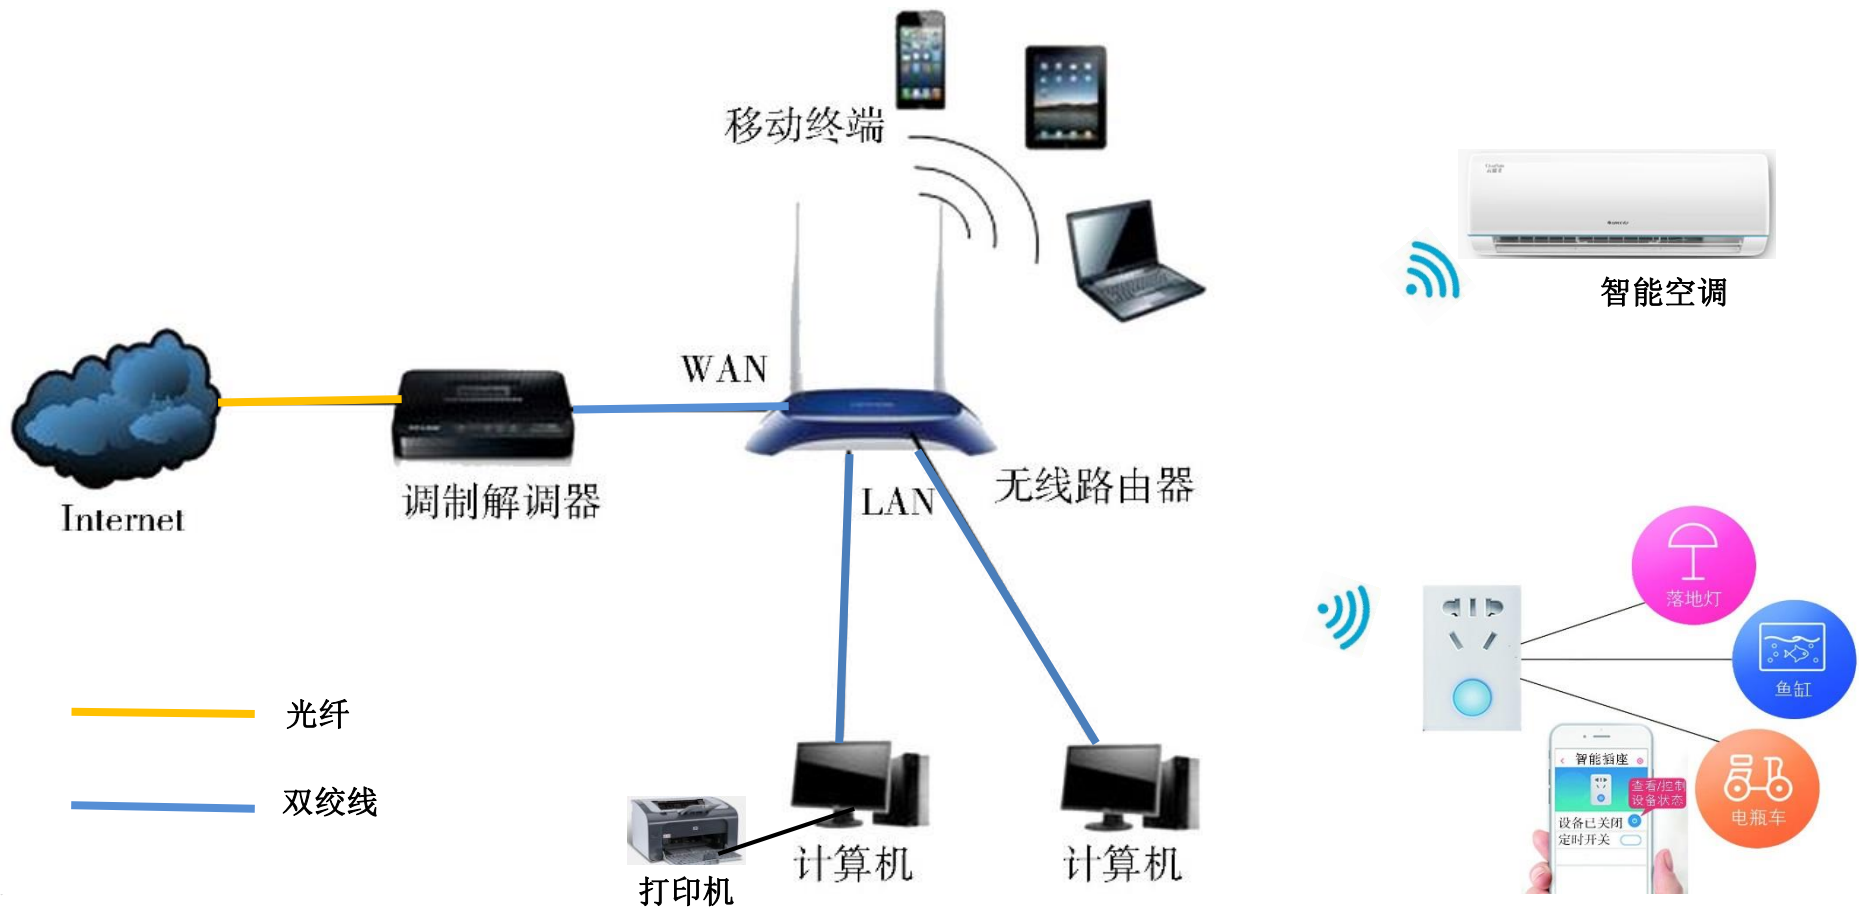 移动终端
智能空调
WAN
Internet
调制解调器
无线路由器
LAN
落地灯
鱼缸
光纤
智能插座
查看/控制
设备状态
双绞线
电瓶车
设备已关闭
定时开关
计算机
计算机
打印机